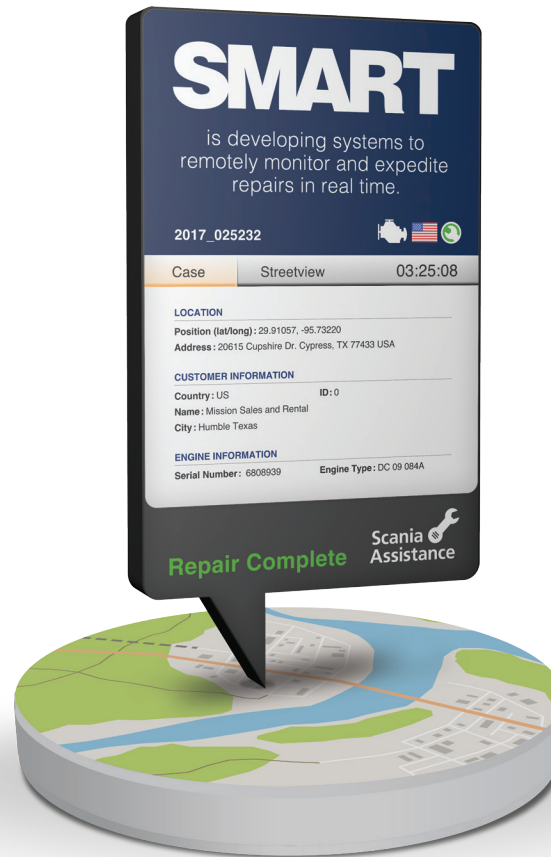 SMART
is developing systems to
remotely monitor and expedite
repairs in real time.
2017_025232
Case Streetview 03:25:08
LOCATION
Position (lat/long) : 29.91057, -95.73220
Address : 20615 Cupshire Dr. Cypress, TX 77433 USA
CUSTOMER INFORMATION
Country : US ID : 0
Name : Mission Sales and Rental
City : Humble Texas
ENGINE INFORMATION
Serial Number : 6808939 Engine Type : DC 09 084A
Repair Complete
Scania
Assistance